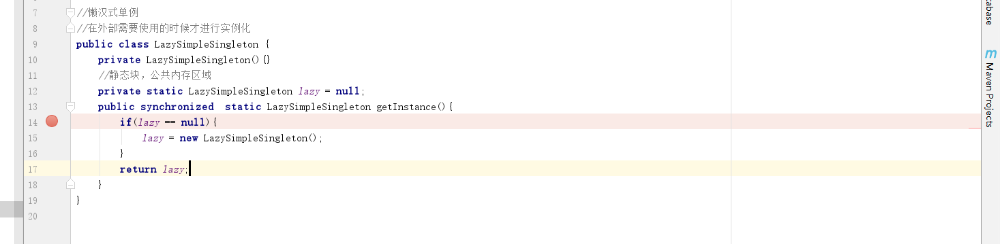 7 //懒汉式单例
8 //在外部需要使用的时候才进行实例化
9 public class LazySimpleSingleton {
10     private LazySimpleSingleton(){}
11     //静态块，公共内存区域
12     private static LazySimpleSingleton lazy = null;
13     public synchronized  static LazySimpleSingleton getInstance(){
14         if(lazy == null){
15             lazy = new LazySimpleSingleton();
16         }
17         return lazy;
18     }
19 }
20
abase
m Maven Projects